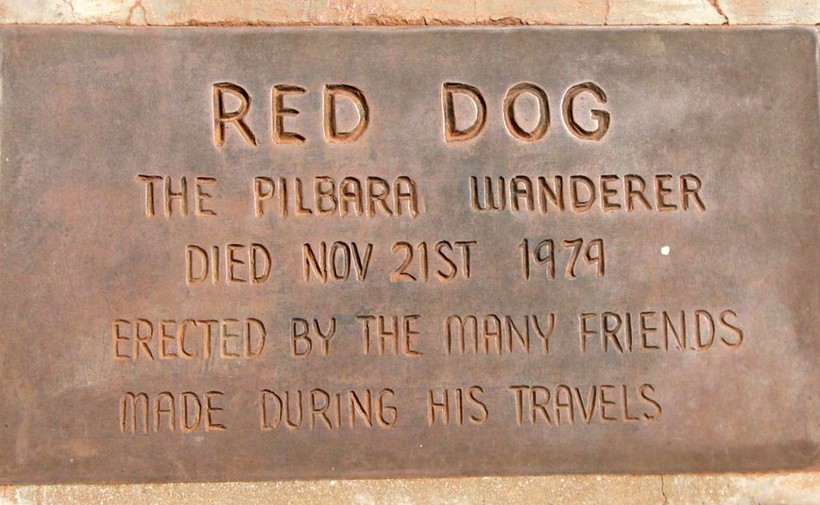 RED DOG
THE PILBARA WANDERER
DIED NOV 21ST 1979
ERECTED BY THE MANY FRIENDS
MADE DURING HIS TRAVELS